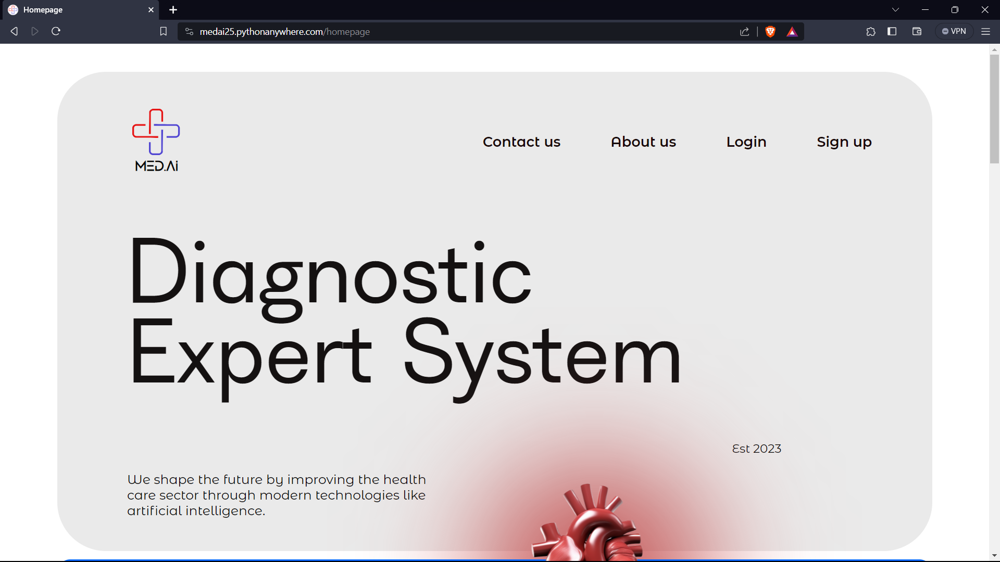 Homepage
medai25.pythonanywhere.com/homepage
VPN
MED.Ai
Contact us
About us
Login
Sign up
Diagnostic
Expert System
Est 2023
We shape the future by improving the health
care sector through modern technologies like
artificial intelligence.